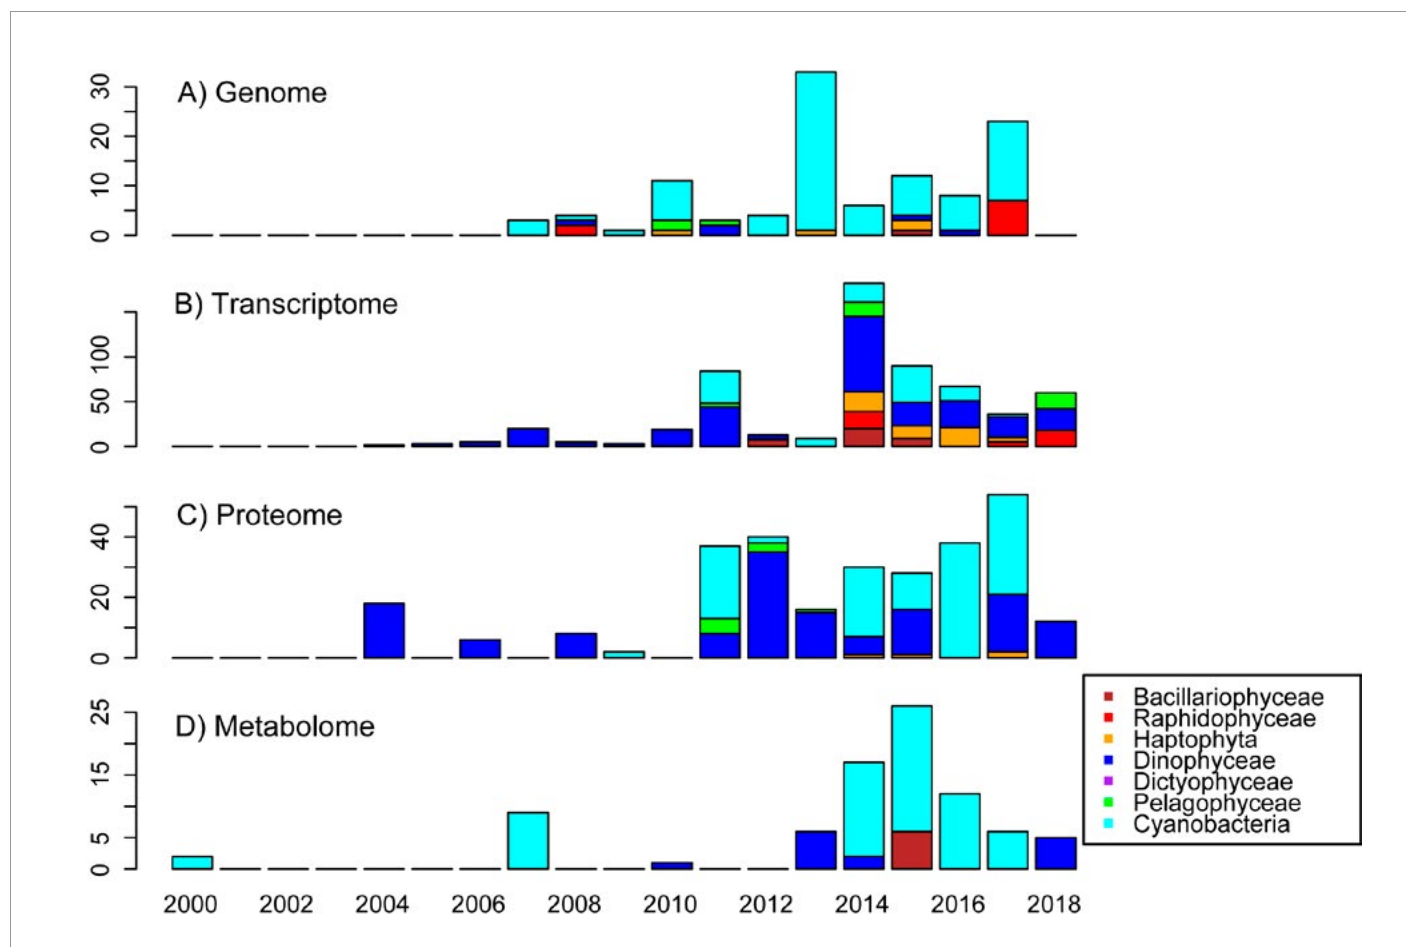 A) Genome
30
20
10
0
B) Transcriptome
100
50
0
C) Proteome
40
20
0
D) Metabolome
25
15
5
0
Bacillariophyceae
Raphidophyceae
Haptophyta
Dinophyceae
Dictyophyceae
Pelagophyceae
Cyanobacteria
2000 2002 2004 2006 2008 2010 2012 2014 2016 2018